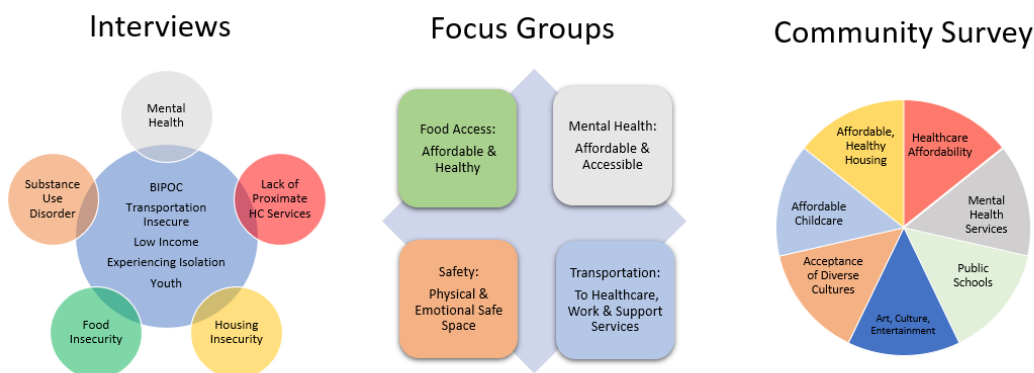 Interviews
Mental
Health
Substance
Use
Disorder
BIPOC
Transportation
Insecure
Low Income
Experiencing Isolation
Youth
Lack of
Proximate
HC Services
Food
Insecurity
Housing
Insecurity
Focus Groups
Food Access:
Affordable &
Healthy
Mental Health:
Affordable &
Accessible
Safety:
Physical &
Emotional Safe
Space
Transportation:
To Healthcare,
Work & Support
Services
Community Survey
Affordable,
Healthy
Housing
Healthcare
Affordability
Affordable
Childcare
Mental
Health
Services
Acceptance
of Diverse
Cultures
Public
Schools
Art, Culture,
Entertainment